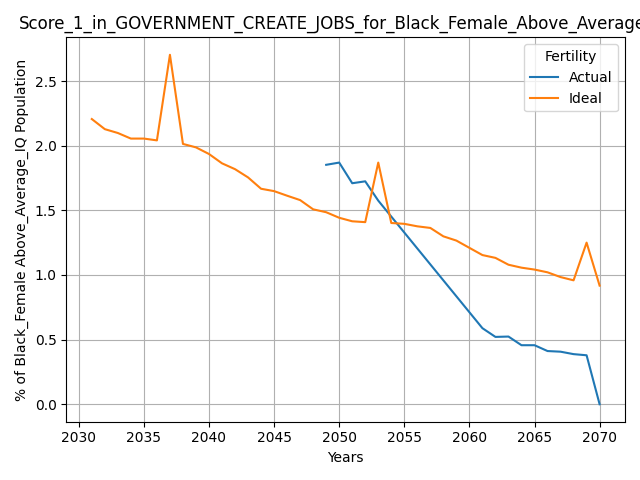 Score_1_in_GOVERNMENT_CREATE_JOBS_for_Black_Female_Above_Average
Fertility
Actual
Ideal
% of Black_Female Above_Average_IQ Population
2.5
2.0
1.5
1.0
0.5
0.0
2030 2035 2040 2045 2050 2055 2060 2065 2070
Years